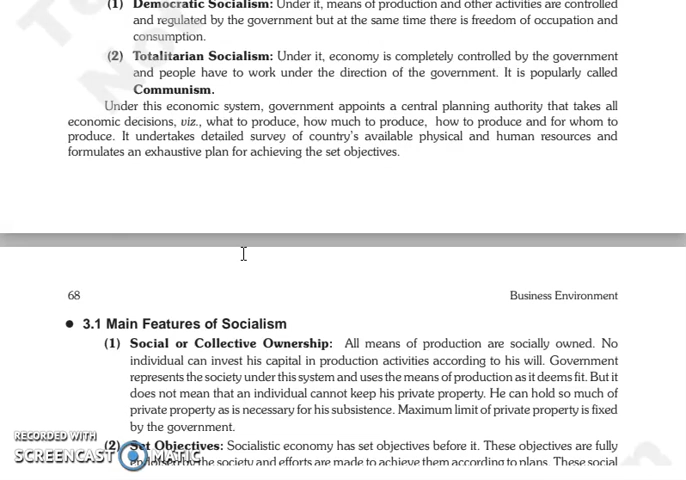 (1) Democratic Socialism: Under it, means of production and other activities are controlled
and regulated by the government but at the same time there is freedom of occupation and
consumption.
(2) Totalitarian Socialism: Under it, economy is completely controlled by the government
and people have to work under the direction of the government. It is popularly called
Communism.
Under this economic system, government appoints a central planning authority that takes all
economic decisions, viz., what to produce, how much to produce, how to produce and for whom to
produce. It undertakes detailed survey of country's available physical and human resources and
formulates an exhaustive plan for achieving the set objectives.
68 Business Environment
● 3.1 Main Features of Socialism
(1) Social or Collective Ownership: All means of production are socially owned. No
individual can invest his capital in production activities according to his will. Government
represents the society under this system and uses the means of production as it deems fit. But it
does not mean that an individual cannot keep his private property. He can hold so much of
private property as is necessary for his subsistence. Maximum limit of private property is fixed
by the government.
(2) Set Objectives: Socialistic economy has set objectives before it. These objectives are fully
the society and efforts are made to achieve them according to plans. These social
RECORDED WITH
SCREENCAST MATIC